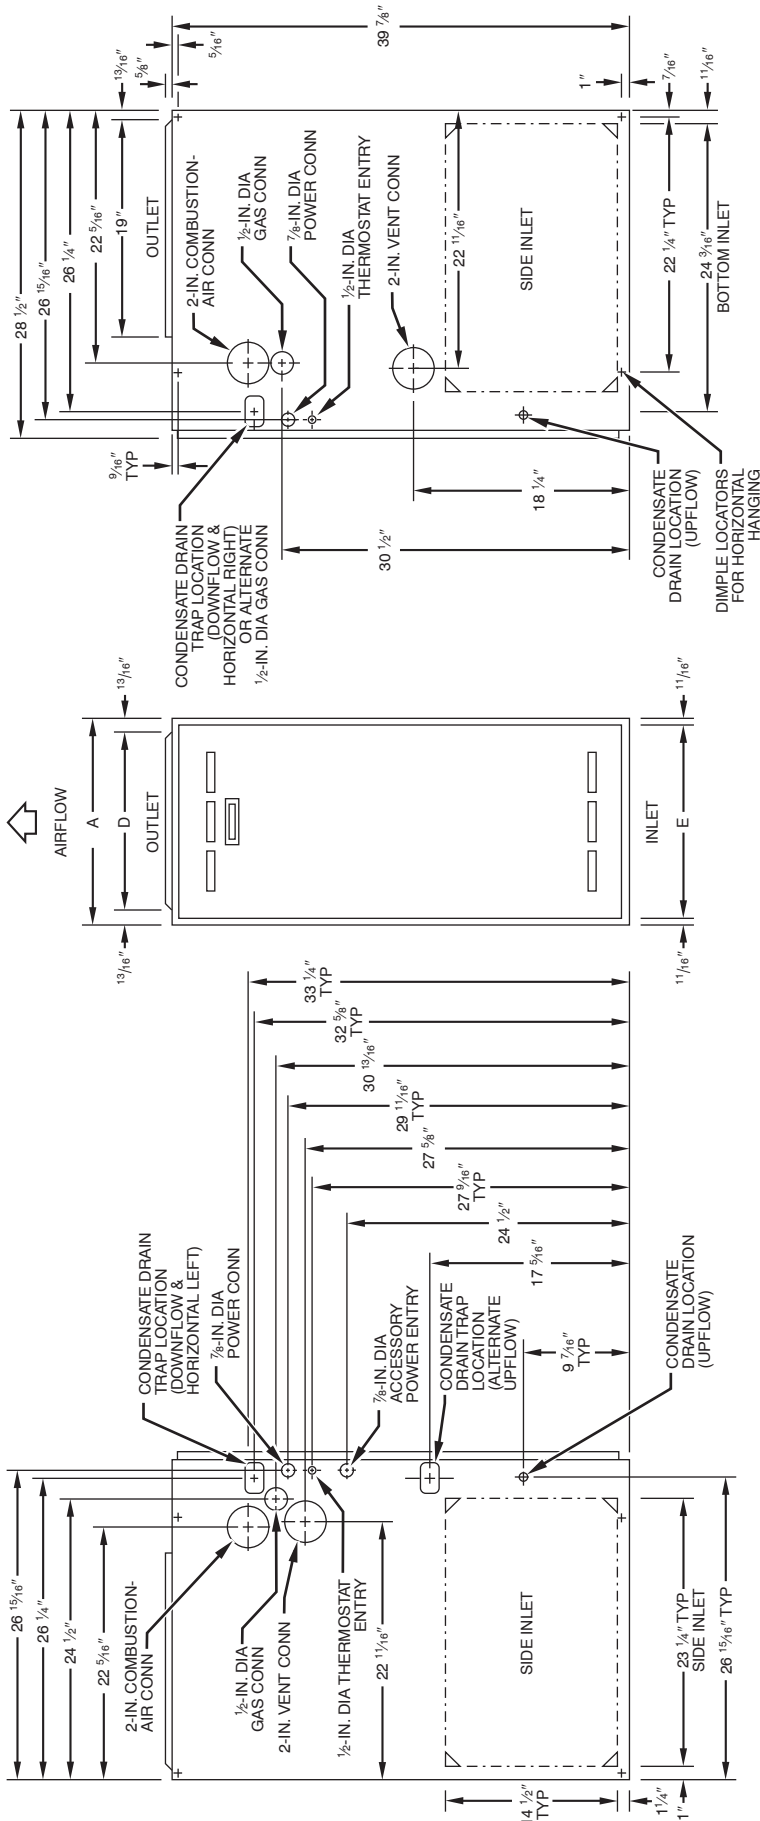 28 1/2″
26 15/16″
26 1/4″
22 5/16″
19″
OUTLET
13/16″
5/8″
5/16″
39 7/8″
9/16″
TYP
2-IN. COMBUSTION-
AIR CONN
1/2-IN. DIA
GAS CONN
7/8-IN. DIA
POWER CONN
1/2-IN. DIA
THERMOSTAT ENTRY
2-IN. VENT CONN
22 11/16″
SIDE INLET
1″
7/16″
11/16″
22 1/4″ TYP
24 3/16″
BOTTOM INLET
CONDENSATE DRAIN
TRAP LOCATION
(DOWNFLOW &
HORIZONTAL RIGHT)
OR ALTERNATE
1/2-IN. DIA GAS CONN
30 1/2″
18 1/4″
CONDENSATE
DRAIN LOCATION
(UPFLOW)
DIMPLE LOCATORS
FOR HORIZONTAL
HANGING
AIRFLOW
A
D
OUTLET
13/16″
13/16″
INLET
E
11/16″
11/16″
33 1/4″
TYP
32 5/8″
TYP
30 13/16″
29 11/16″
TYP
27 5/8″
27 9/16″
TYP
24 1/2″
17 5/16″
9 7/16″
TYP
CONDENSATE DRAIN
TRAP LOCATION
(DOWNFLOW &
HORIZONTAL LEFT)
7/8-IN. DIA
POWER CONN
7/8-IN. DIA
ACCESSORY
POWER ENTRY
CONDENSATE
DRAIN TRAP
LOCATION
(ALTERNATE
UPFLOW)
CONDENSATE
DRAIN LOCATION
(UPFLOW)
26 15/16″
26 1/4″
24 1/2″
22 5/16″
2-IN. COMBUSTION-
AIR CONN
1/2-IN. DIA
GAS CONN
2-IN. VENT CONN
1/2-IN. DIA THERMOSTAT
ENTRY
22 11/16″
SIDE INLET
23 1/4″ TYP
SIDE INLET
26 15/16″ TYP
14 1/2″
TYP
1 1/4″
1″